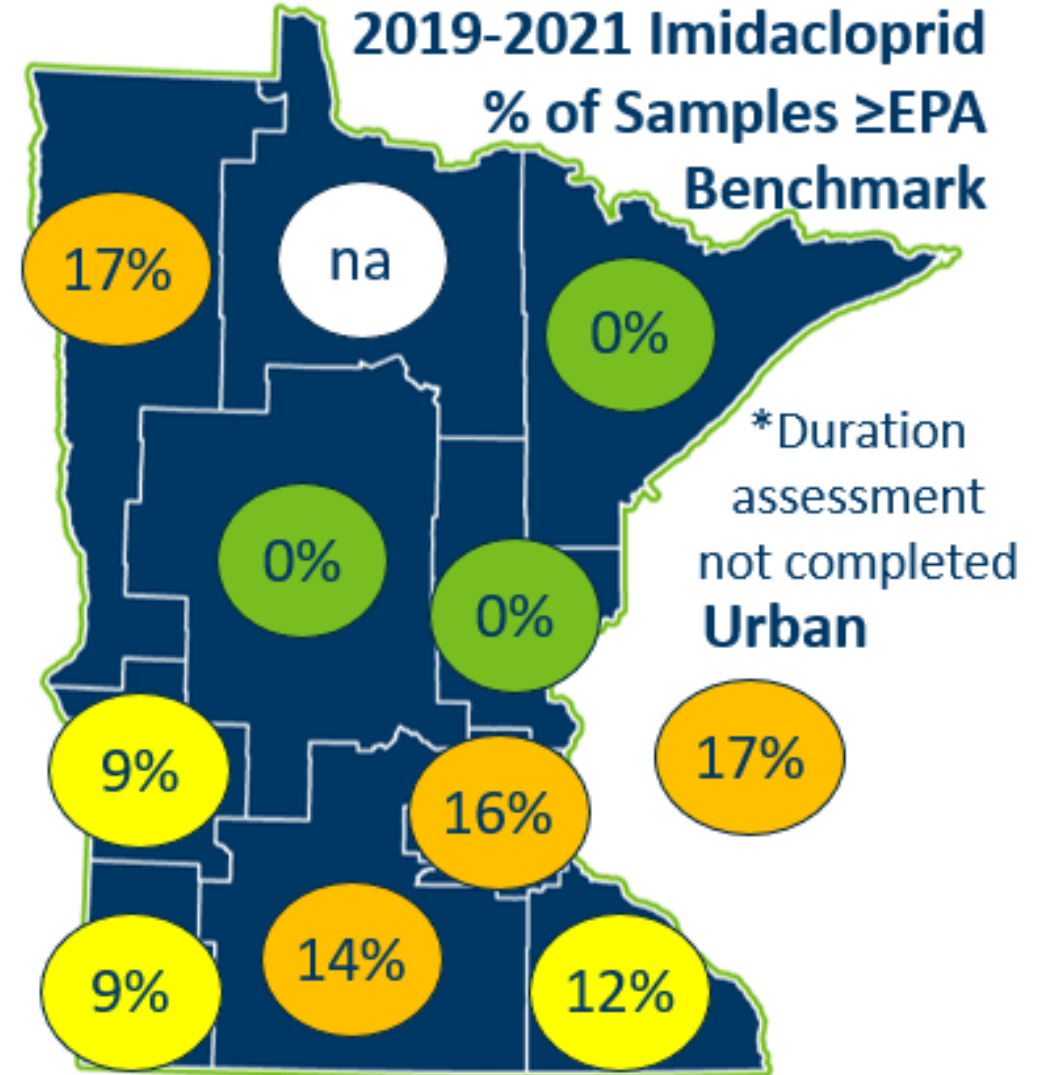 2019-2021 Imidacloprid
% of Samples ≥EPA
Benchmark
17%
na
0%
*Duration
assessment
not completed
0%
0%
Urban
9%
16%
17%
9%
14%
12%